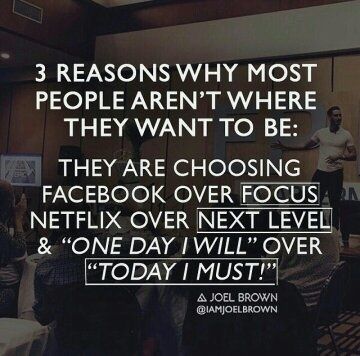 3 REASONS WHY MOST
PEOPLE AREN'T WHERE
THEY WANT TO BE:
THEY ARE CHOOSING
FACEBOOK OVER FOCUS
NETFLIX OVER NEXT LEVEL
& “ONE DAY I WILL” OVER
“TODAY I MUST!”
JOEL BROWN
@IAMJOELBROWN